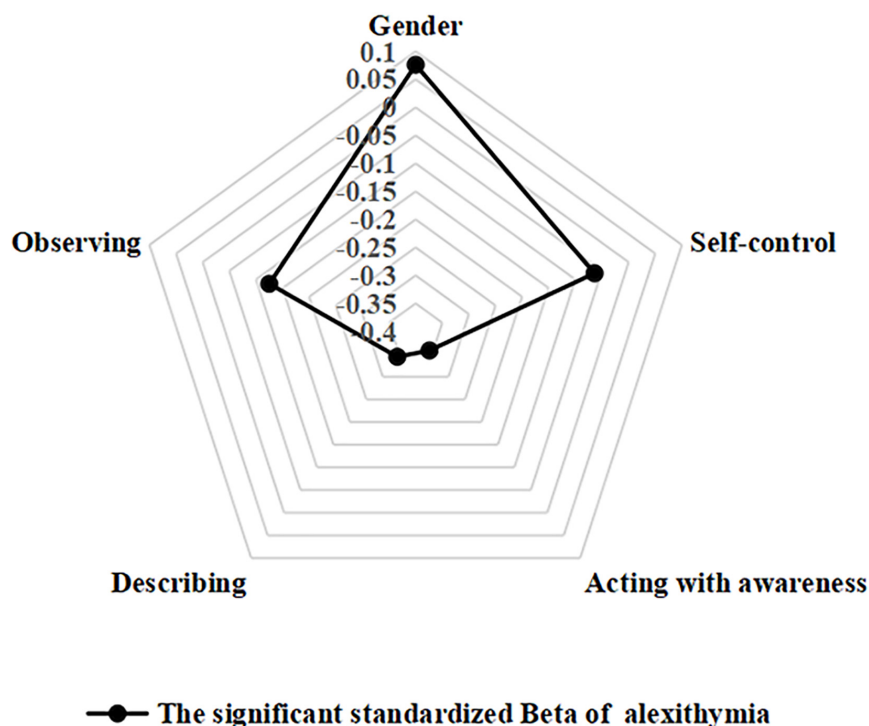 Gender
0.1
0.05
0
-0.05
-0.1
-0.15
-0.2
-0.25
-0.3
-0.35
-0.4
Observing
Self-control
Describing
Acting with awareness
The significant standardized Beta of alexithymia